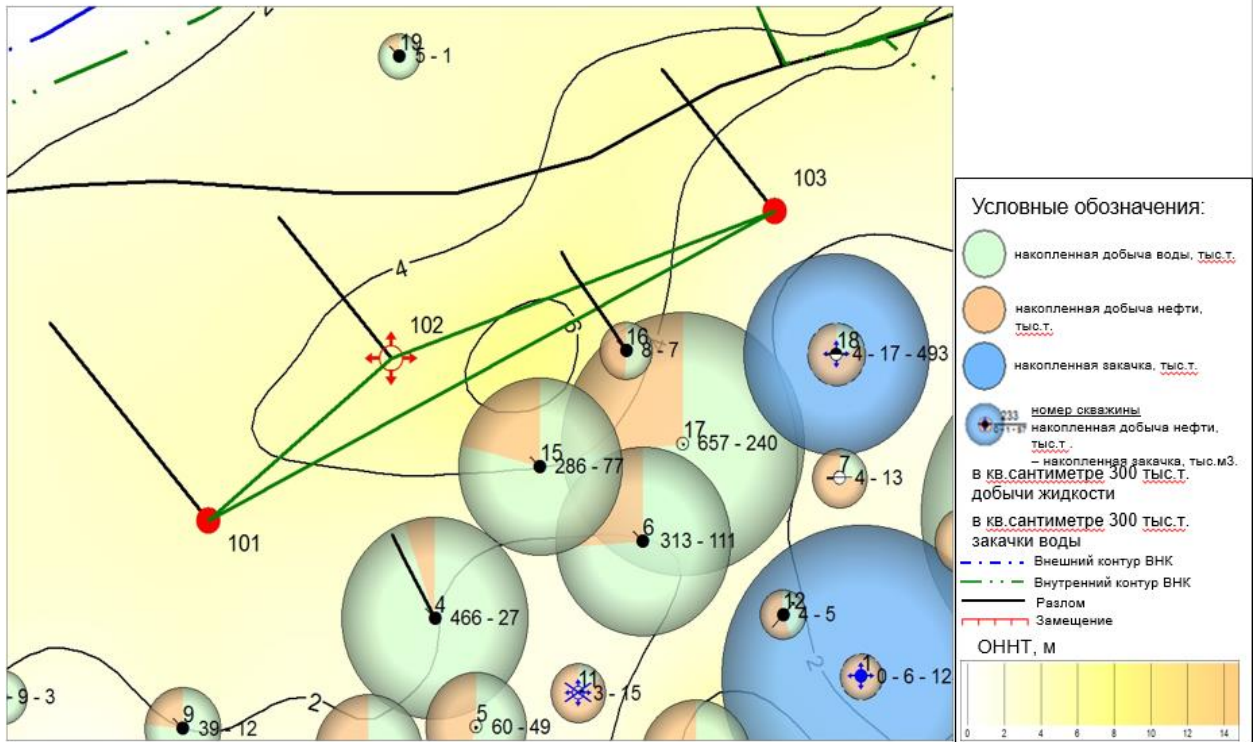 2
19
5 - 1
103
4
102
6
16
8 - 7
4
18
4 - 17 - 493
17
657 - 240
15
286 - 77
7
4 - 13
101
6
313 - 111
4
466 - 27
12
4 - 5
2
1
0 - 6 - 12
11
3 - 15
- 9 - 3
9
39 - 12
2
5
60 - 49
Условные обозначения:
накопленная добыча воды, тыс.т.
накопленная добыча нефти,
тыс.т.
накопленная закачка, тыс.т.
233
номер скважины
накопленная добыча нефти,
тыс.т .
– накопленная закачка, тыс.м3.
в кв.сантиметре 300 тыс.т.
добычи жидкости
в кв.сантиметре 300 тыс.т.
закачки воды
Внешний контур ВНК
Внутренний контур ВНК
Разлом
Замещение
ОННТ, м
0 2 4 6 8 10 12 14